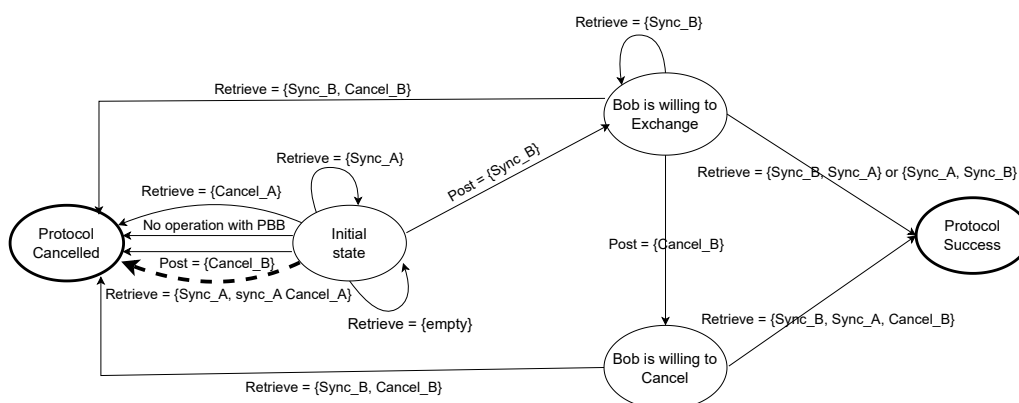 Retrieve = {Sync_B}
Retrieve = {Sync_B, Cancel_B}
Bob is willing to
Exchange
Retrieve = {Sync_A}
Post = {Sync_B}
Retrieve = {Cancel_A}
Retrieve = {Sync_B, Sync_A} or {Sync_A, Sync_B}
No operation with PBB
Protocol
Cancelled
Initial
state
Protocol
Success
Post = {Cancel_B}
Post = {Cancel_B}
Retrieve = {Sync_A, sync_A Cancel_A}
Retrieve = {empty}
Retrieve = {Sync_B, Sync_A, Cancel_B}
Bob is willing to
Cancel
Retrieve = {Sync_B, Cancel_B}